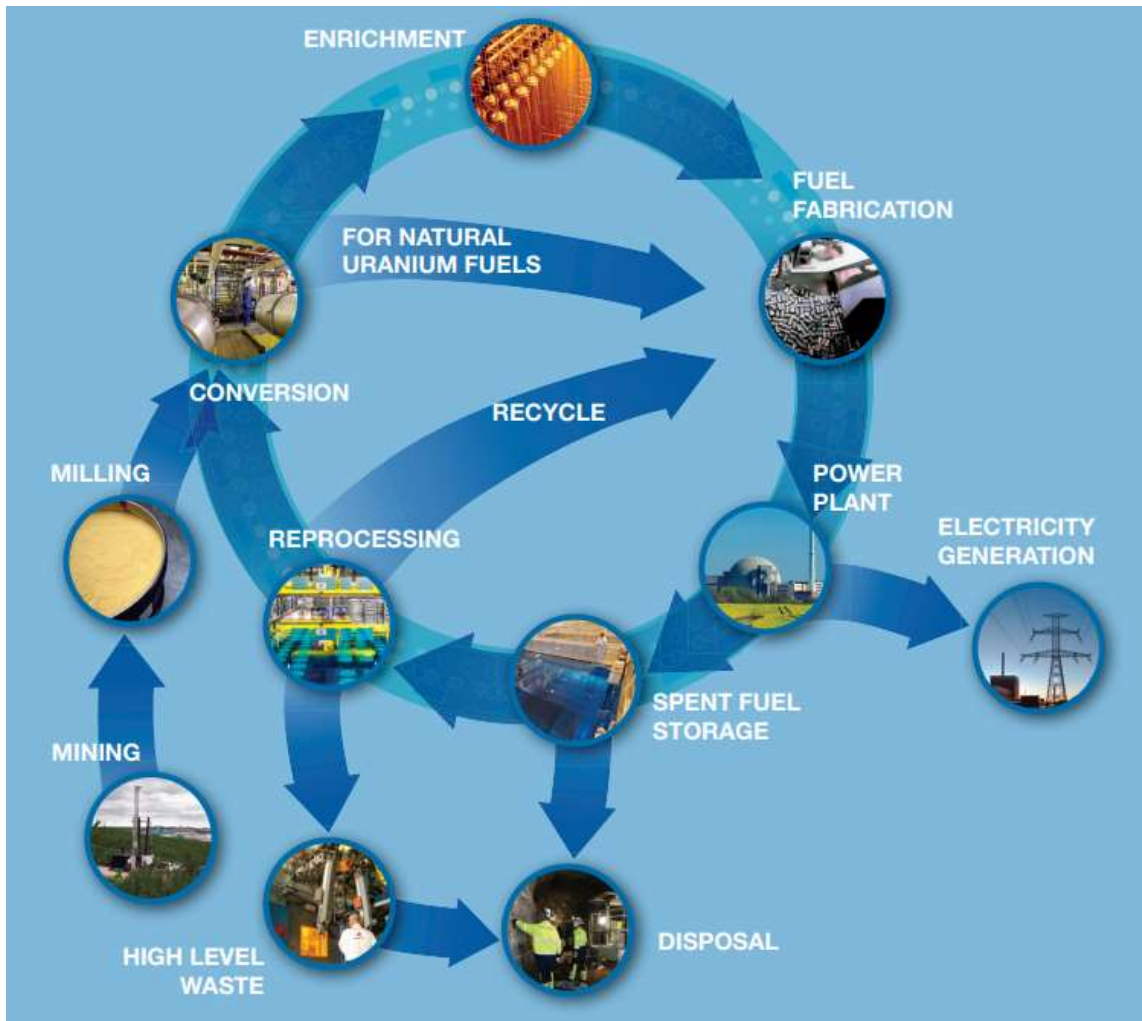 ENRICHMENT
FUEL
FABRICATION
FOR NATURAL
URANIUM FUELS
CONVERSION
RECYCLE
MILLING
POWER
PLANT
REPROCESSING
ELECTRICITY
GENERATION
SPENT FUEL
STORAGE
MINING
HIGH LEVEL
WASTE
DISPOSAL